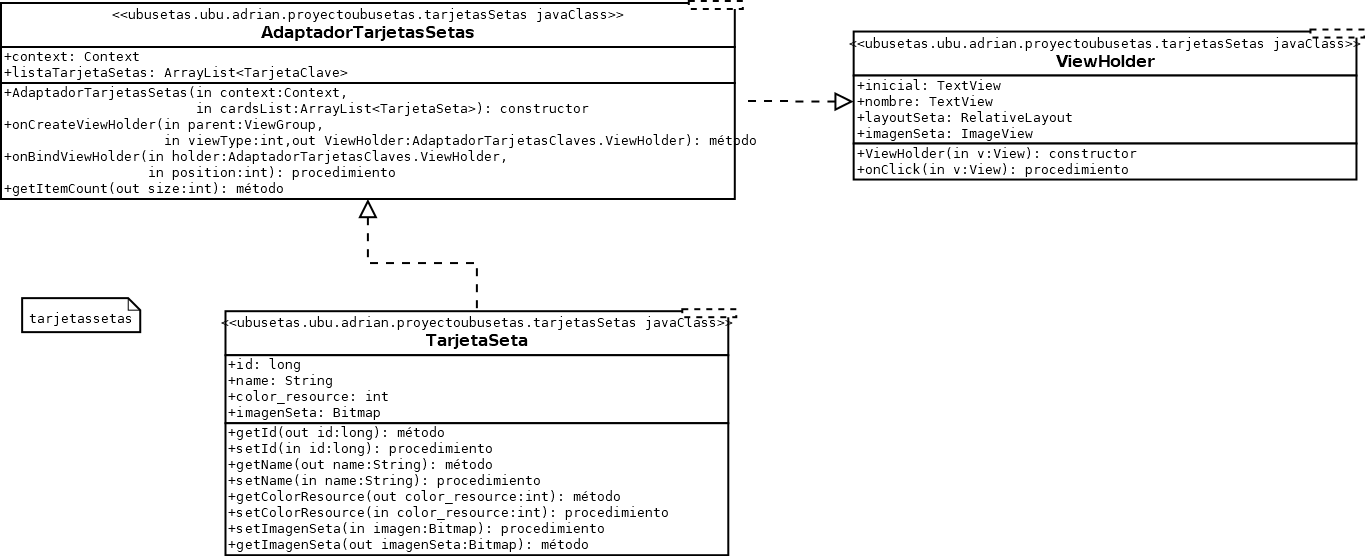 <<ubusetas.ubu.adrian.proyectoubusetas.tarjetasSetas javaClass>>
AdaptadorTarjetasSetas
+context: Context
+listaTarjetaSetas: ArrayList<TarjetaClave>
+AdaptadorTarjetasSetas(in context:Context,
in cardsList:ArrayList<TarjetaSeta>): constructor
+onCreateViewHolder(in parent:ViewGroup,
in viewType:int,out ViewHolder:AdaptadorTarjetasClaves.ViewHolder): método
+onBindViewHolder(in holder:AdaptadorTarjetasClaves.ViewHolder,
in position:int): procedimiento
+getItemCount(out size:int): método
<<ubusetas.ubu.adrian.proyectoubusetas.tarjetasSetas javaClass>>
ViewHolder
+inicial: TextView
+nombre: TextView
+layoutSeta: RelativeLayout
+imagenSeta: ImageView
+ViewHolder(in v:View): constructor
+onClick(in v:View): procedimiento
tarjetassetas
<<ubusetas.ubu.adrian.proyectoubusetas.tarjetasSetas javaClass>>
TarjetaSeta
+id: long
+name: String
+color_resource: int
+imagenSeta: Bitmap
+getId(out id:long): método
+setId(in id:long): procedimiento
+getName(out name:String): método
+setName(in name:String): procedimiento
+getColorResource(out color_resource:int): método
+setColorResource(in color_resource:int): procedimiento
+setImagenSeta(in imagen:Bitmap): procedimiento
+getImagenSeta(out imagenSeta:Bitmap): método